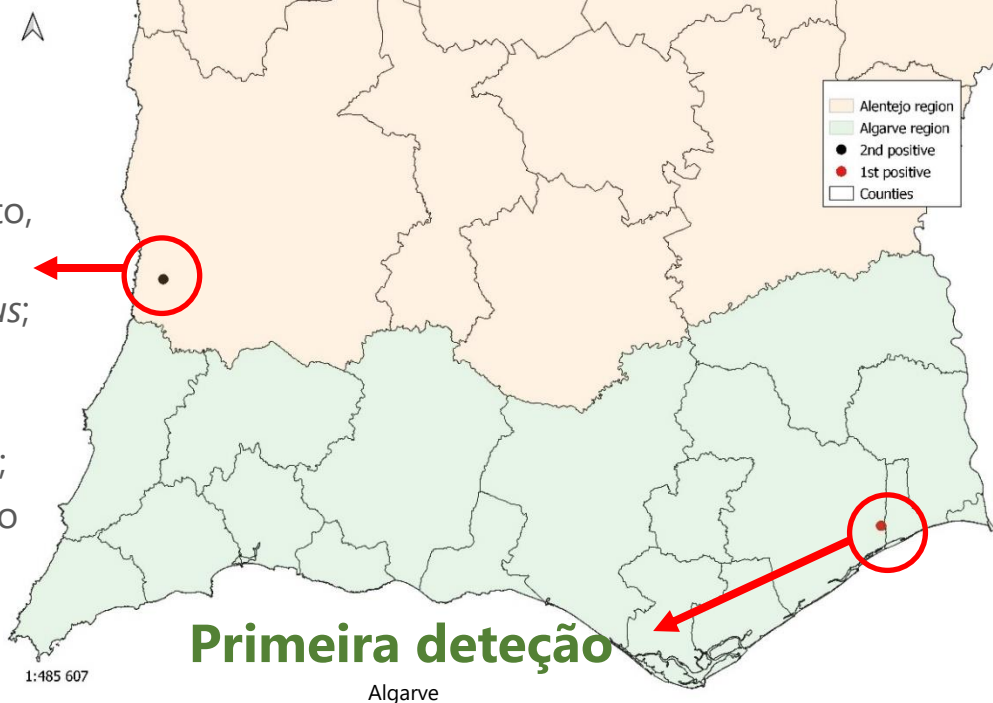 Alentejo region
Algarve region
2nd positive
1st positive
Counties
Primeira deteção
1:485 607
Algarve